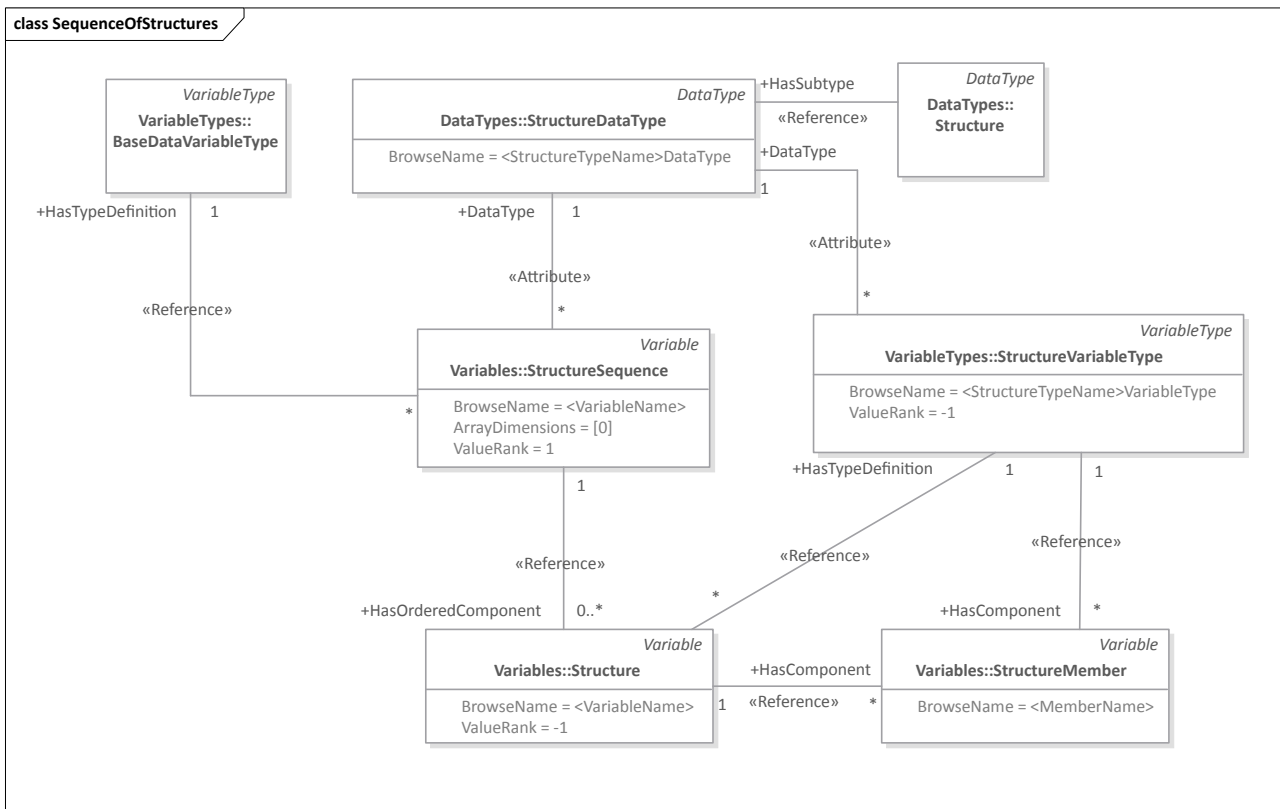 class SequenceOfStructures
VariableType
VariableTypes::
BaseDataVariableType
DataType
DataTypes::StructureDataType
BrowseName = <StructureTypeName>DataType
+HasSubtype
«Reference»
DataType
DataTypes::
Structure
+DataType
1
+HasTypeDefinition
1
+DataType
1
«Attribute»
«Attribute»
«Reference»
*
*
Variable
Variables::StructureSequence
BrowseName = <VariableName>
ArrayDimensions = [0]
ValueRank = 1
*
VariableType
VariableTypes::StructureVariableType
BrowseName = <StructureTypeName>VariableType
ValueRank = -1
+HasTypeDefinition
1
1
1
«Reference»
«Reference»
«Reference»
*
+HasOrderedComponent
0..*
+HasComponent
*
Variable
Variables::Structure
BrowseName = <VariableName>
ValueRank = -1
+HasComponent
1
«Reference»
*
Variable
Variables::StructureMember
BrowseName = <MemberName>